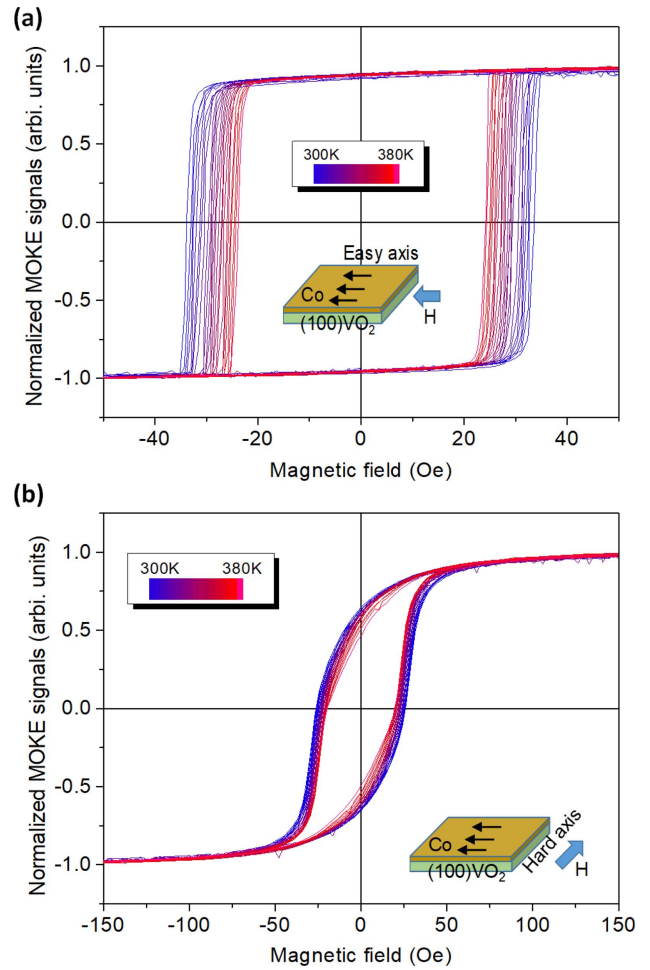 (a)
Normalized MOKE signals (arbi. units)
1.0
0.5
0.0
-0.5
-1.0
300K 380K
Easy axis
Co
(100)VO₂
H
-40 -20 0 20 40
Magnetic field (Oe)
(b)
Normalized MOKE signals (arbi. units)
1.0
0.5
0.0
-0.5
-1.0
300K 380K
Co
(100)VO₂
Hard axis
H
-150 -100 -50 0 50 100 150
Magnetic field (Oe)